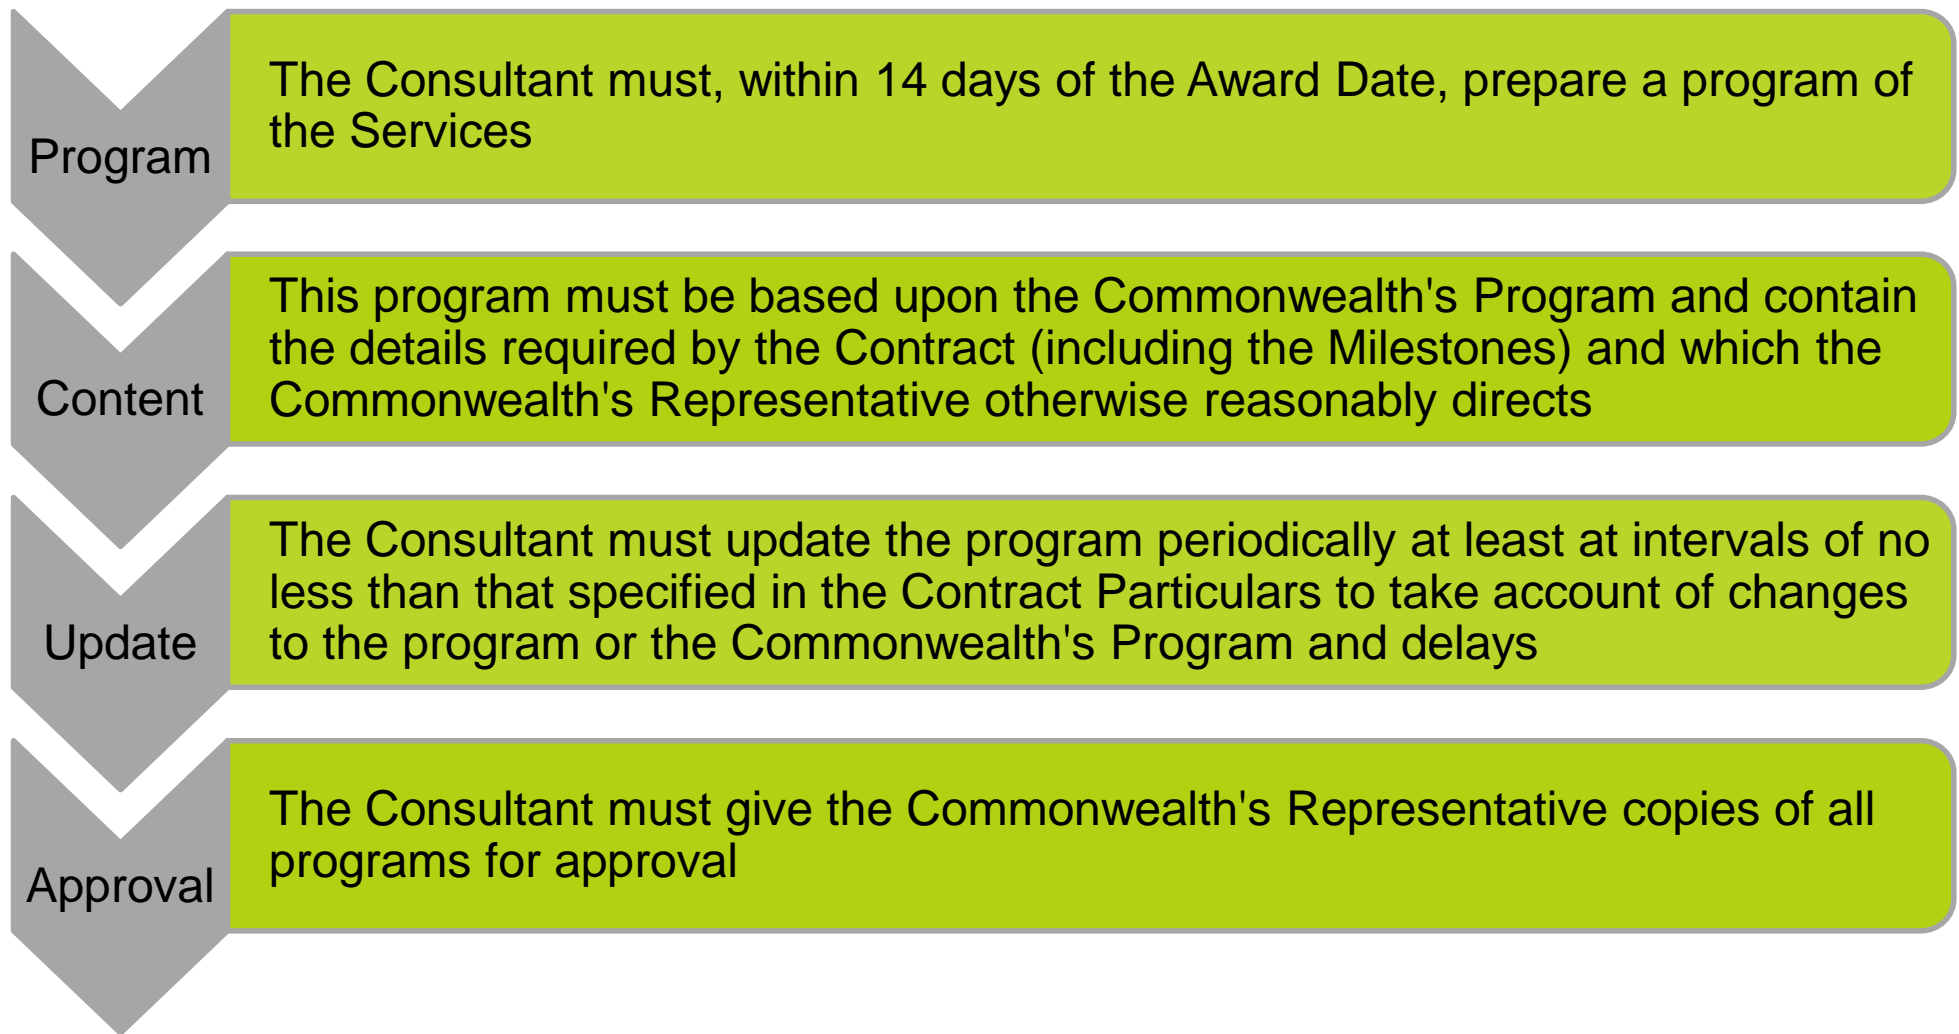 Program
The Consultant must, within 14 days of the Award Date, prepare a program of
the Services
Content
This program must be based upon the Commonwealth's Program and contain
the details required by the Contract (including the Milestones) and which the
Commonwealth's Representative otherwise reasonably directs
Update
The Consultant must update the program periodically at least at intervals of no
less than that specified in the Contract Particulars to take account of changes
to the program or the Commonwealth's Program and delays
Approval
The Consultant must give the Commonwealth's Representative copies of all
programs for approval